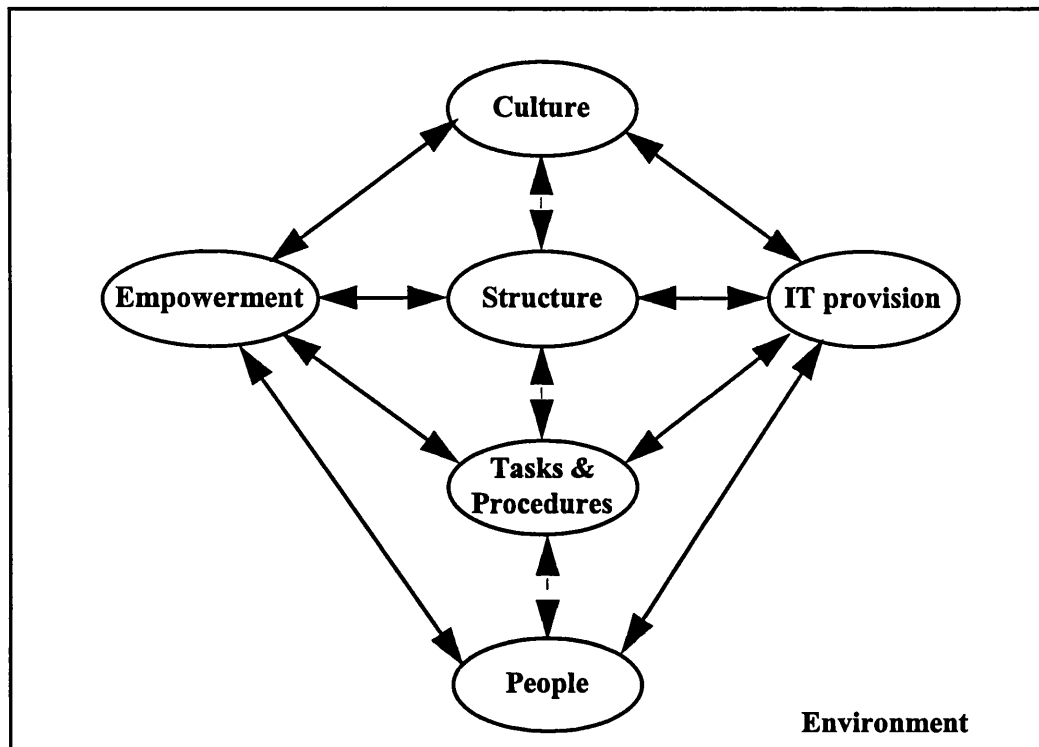 Culture
Empowerment
Structure
IT provision
Tasks &
Procedures
People
Environment